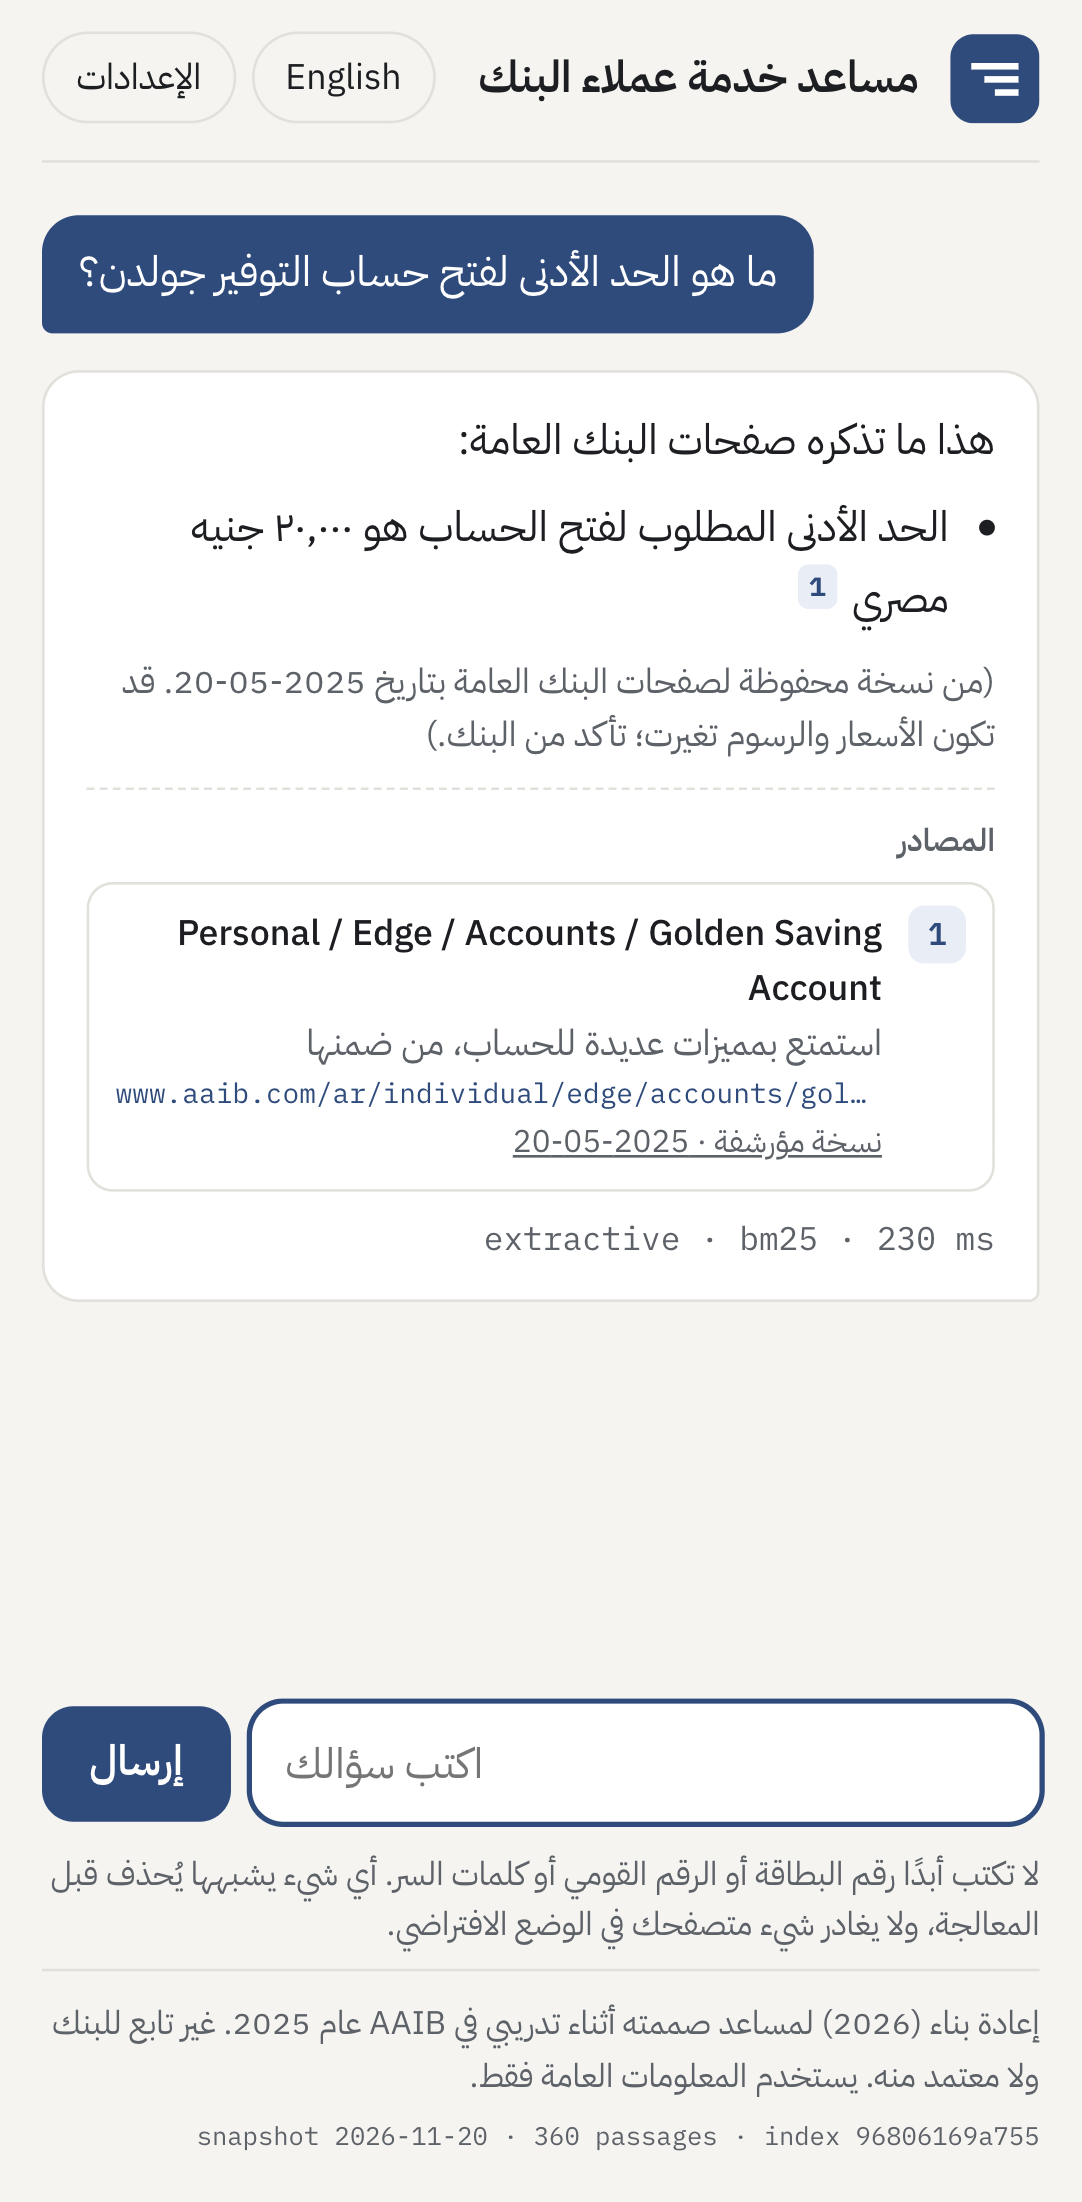 مساعد خدمة عملاء البنك
English
الإعدادات
ما هو الحد الأدنى لفتح حساب التوفير جولدن؟
هذا ما تذكره صفحات البنك العامة:
• الحد الأدنى المطلوب لفتح الحساب هو ٢٠,٠٠٠ جنيه
مصري 1
(من نسخة محفوظة لصفحات البنك العامة بتاريخ 2025-05-20. قد
تكون الأسعار والرسوم تغيرت؛ تأكد من البنك.)
المصادر
1
Personal / Edge / Accounts / Golden Saving
Account
استمتع بمميزات عديدة للحساب، من ضمنها
www.aaib.com/ar/individual/edge/accounts/gol…
نسخة مؤرشفة · 2025-05-20
extractive · bm25 · 230 ms
اكتب سؤالك
إرسال
لا تكتب أبدًا رقم البطاقة أو الرقم القومي أو كلمات السر. أي شيء يشبهها يُحذف قبل
المعالجة، ولا يغادر شيء متصفحك في الوضع الافتراضي.
إعادة بناء (2026) لمساعد صممته أثناء تدريبي في AAIB عام 2025. غير تابع للبنك
ولا معتمد منه. يستخدم المعلومات العامة فقط.
snapshot 2026-11-20 · 360 passages · index 96806169a755